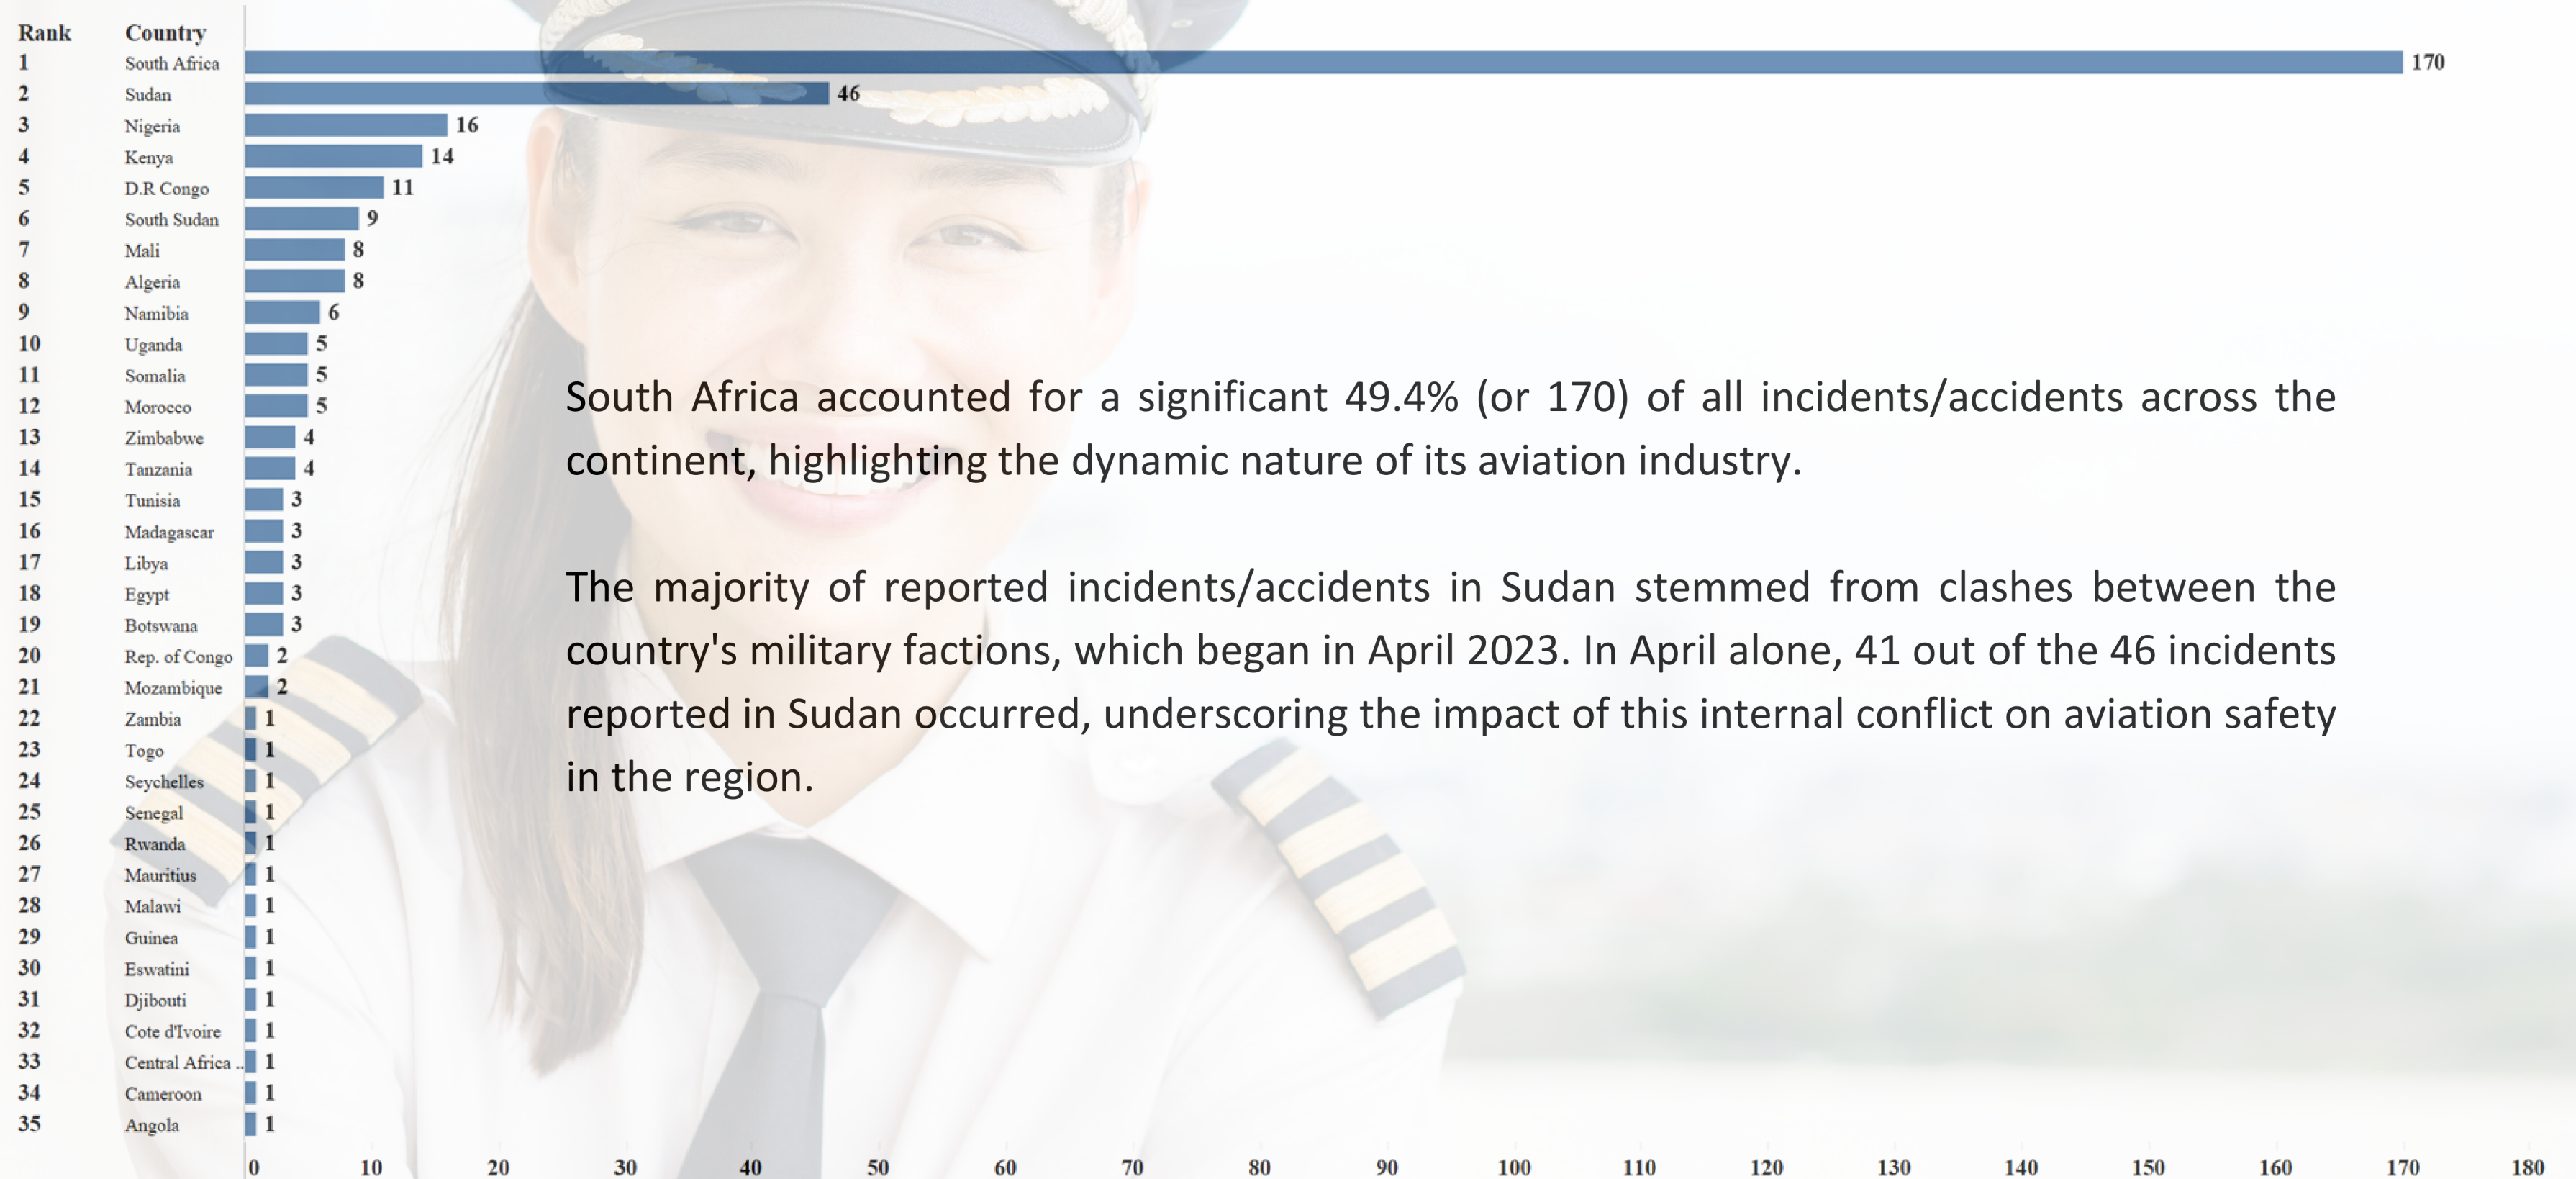 Rank Country
1 South Africa 170
2 Sudan 46
3 Nigeria 16
4 Kenya 14
5 D.R Congo 11
6 South Sudan 9
7 Mali 8
8 Algeria 8
9 Namibia 6
10 Uganda 5
11 Somalia 5
12 Morocco 5
13 Zimbabwe 4
14 Tanzania 4
15 Tunisia 3
16 Madagascar 3
17 Libya 3
18 Egypt 3
19 Botswana 3
20 Rep. of Congo 2
21 Mozambique 2
22 Zambia 1
23 Togo 1
24 Seychelles 1
25 Senegal 1
26 Rwanda 1
27 Mauritius 1
28 Malawi 1
29 Guinea 1
30 Eswatini 1
31 Djibouti 1
32 Cote d'Ivoire 1
33 Central Africa .. 1
34 Cameroon 1
35 Angola 1
0 10 20 30 40 50 60 70 80 90 100 110 120 130 140 150 160 170 180
South Africa accounted for a significant 49.4% (or 170) of all incidents/accidents across the
continent, highlighting the dynamic nature of its aviation industry.
The majority of reported incidents/accidents in Sudan stemmed from clashes between the
country's military factions, which began in April 2023. In April alone, 41 out of the 46 incidents
reported in Sudan occurred, underscoring the impact of this internal conflict on aviation safety
in the region.